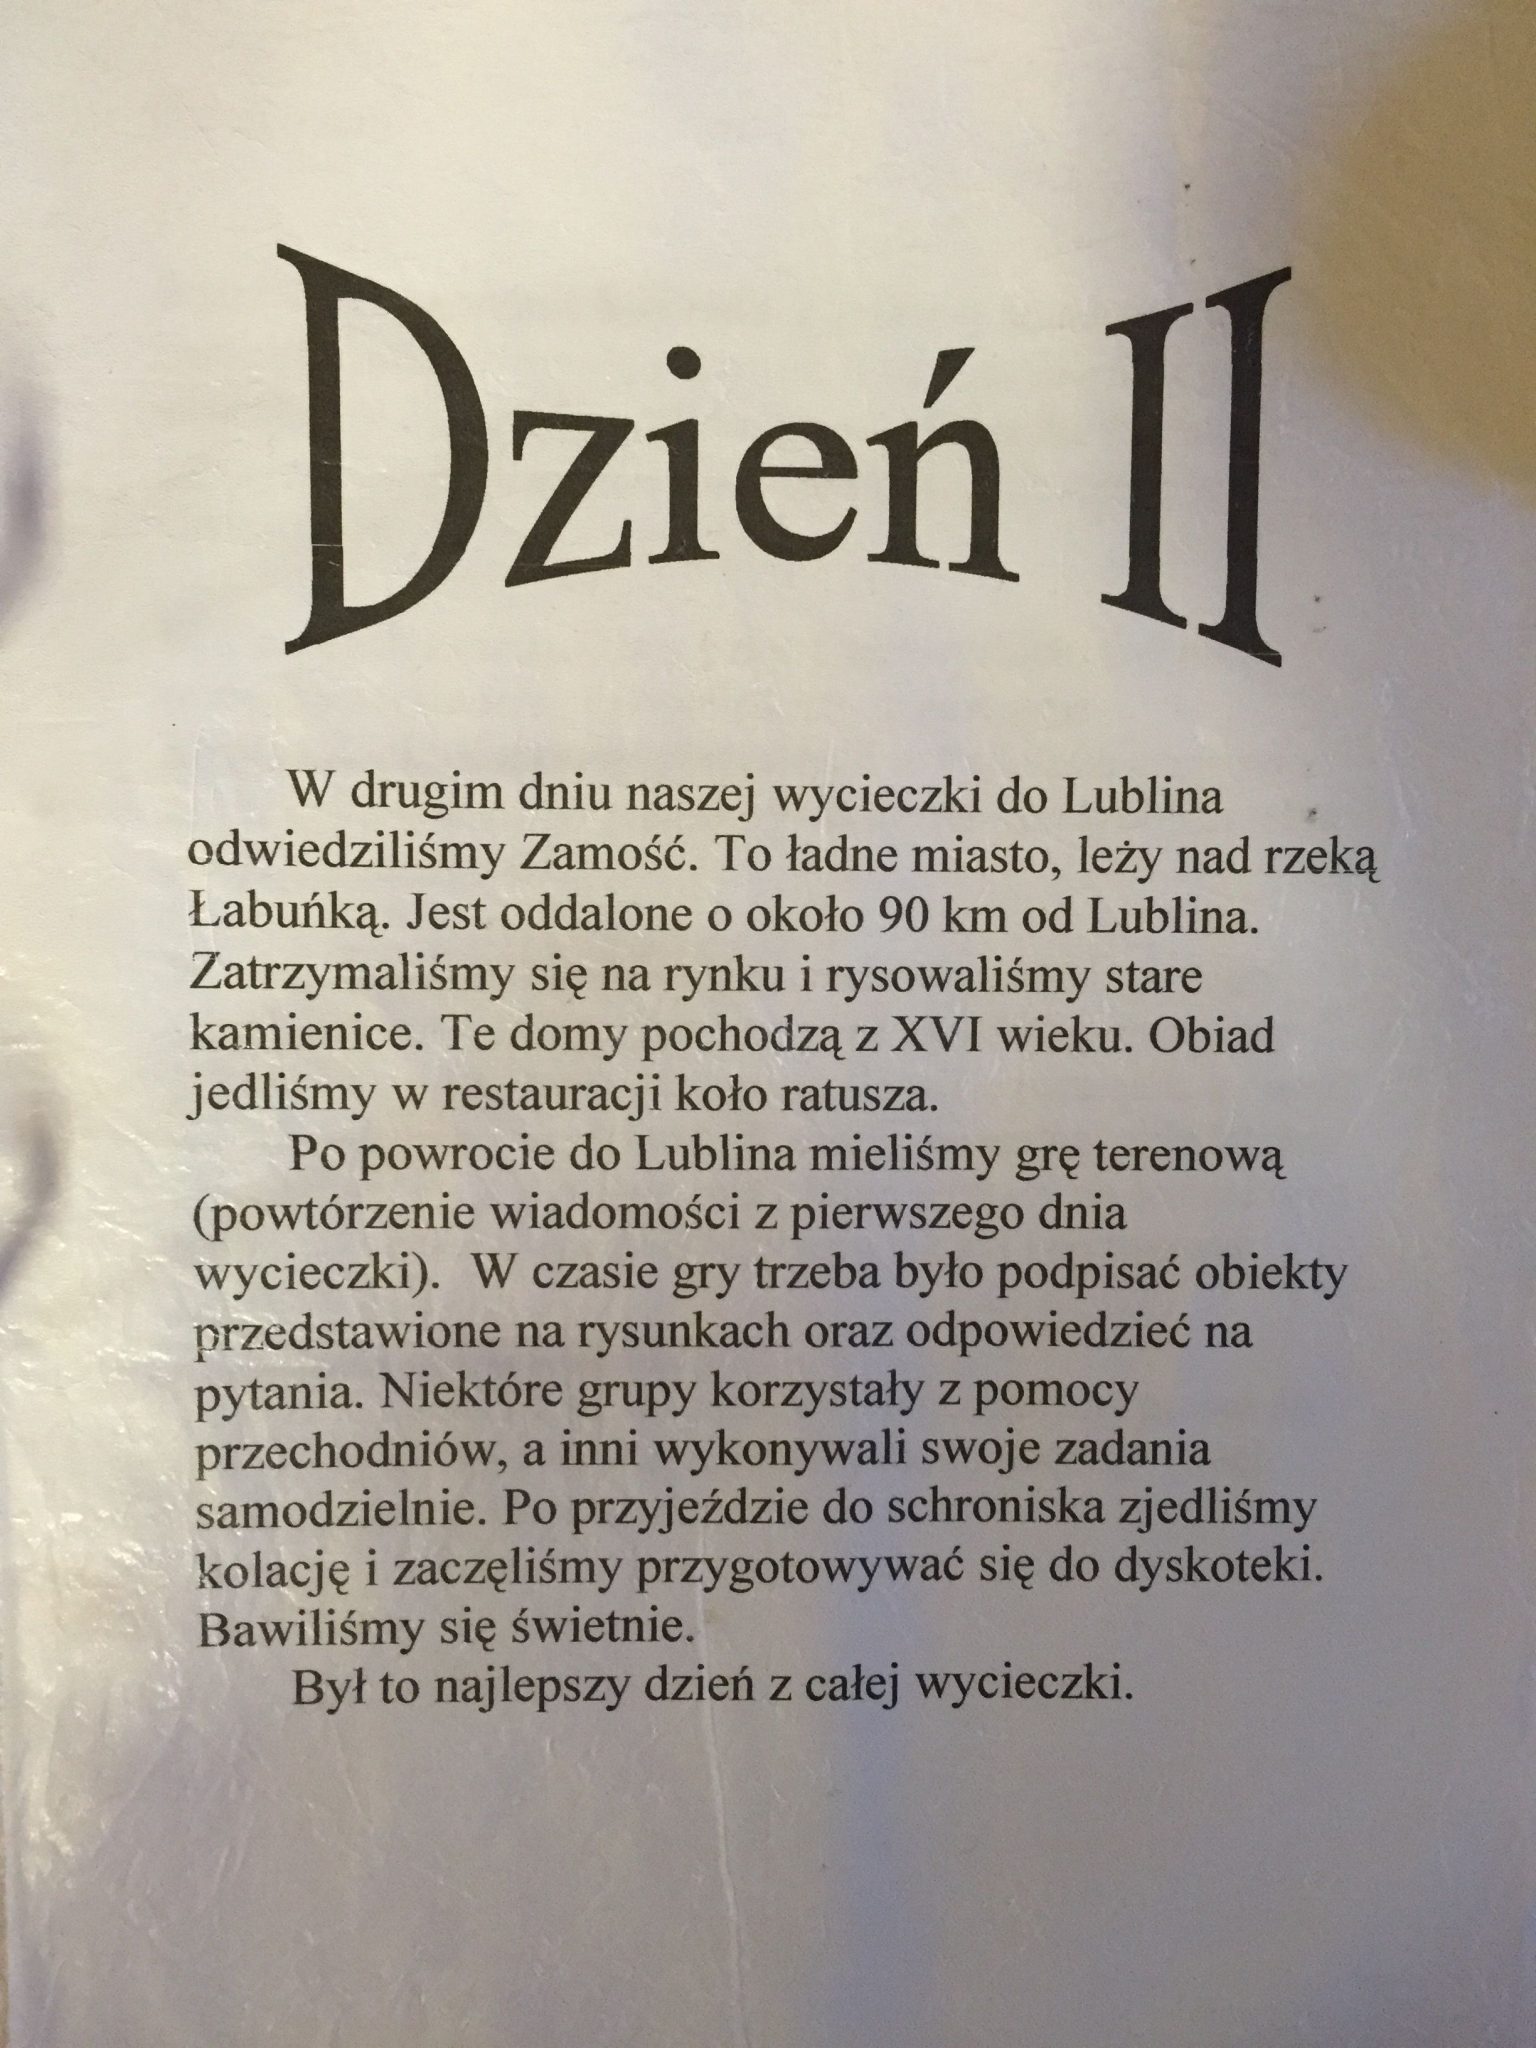 Dzień II
W drugim dniu naszej wycieczki do Lublina
odwiedziliśmy Zamość. To ładne miasto, leży nad rzeką
Łabuńką. Jest oddalone o około 90 km od Lublina.
Zatrzymaliśmy się na rynku i rysowaliśmy stare
kamienice. Te domy pochodzą z XVI wieku. Obiad
jedliśmy w restauracji koło ratusza.
Po powrocie do Lublina mieliśmy grę terenową
(powtórzenie wiadomości z pierwszego dnia
wycieczki).  W czasie gry trzeba było podpisać obiekty
przedstawione na rysunkach oraz odpowiedzieć na
pytania. Niektóre grupy korzystały z pomocy
przechodniów, a inni wykonywali swoje zadania
samodzielnie. Po przyjeździe do schroniska zjedliśmy
kolację i zaczęliśmy przygotowywać się do dyskoteki.
Bawiliśmy się świetnie.
Był to najlepszy dzień z całej wycieczki.